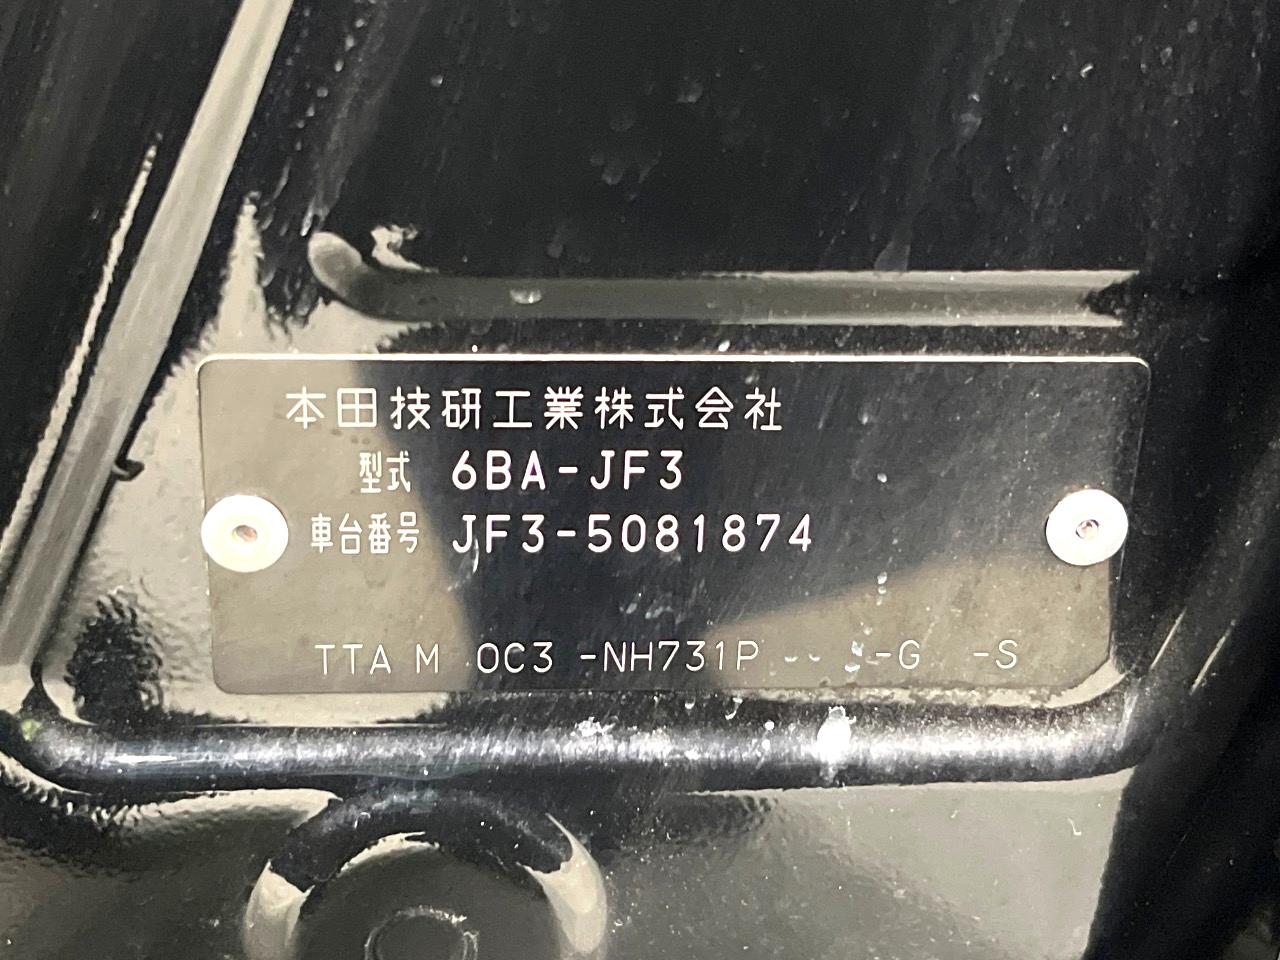 本田技研工業株式会社
型式 6BA-JF3
車台番号 JF3-5081874
TTA M 0C3 -NH731P -- -G -S